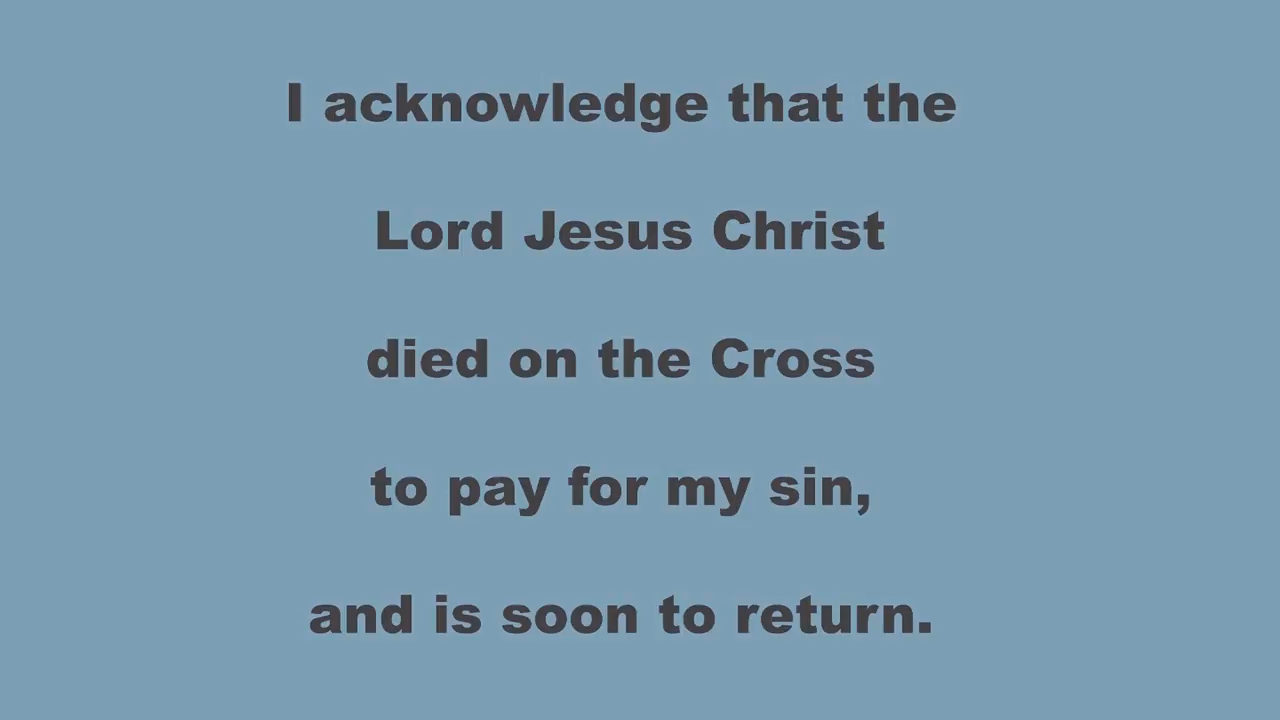 I acknowledge that the
Lord Jesus Christ
died on the Cross
to pay for my sin,
and is soon to return.